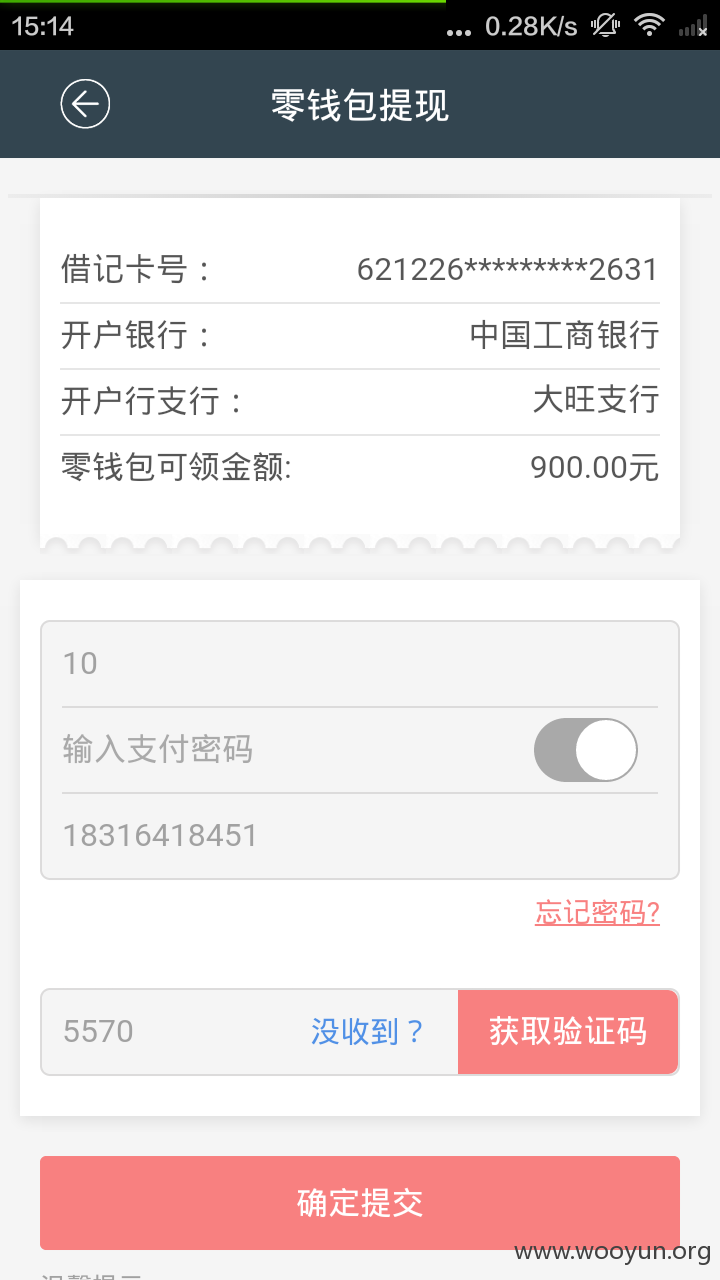 15:14 ... 0.28K/s
零钱包提现
借记卡号： 621226*********2631
开户银行： 中国工商银行
开户行支行： 大旺支行
零钱包可领金额: 900.00元
10
输入支付密码
18316418451
忘记密码?
5570 没收到？ 获取验证码
确定提交
www.wooyun.org